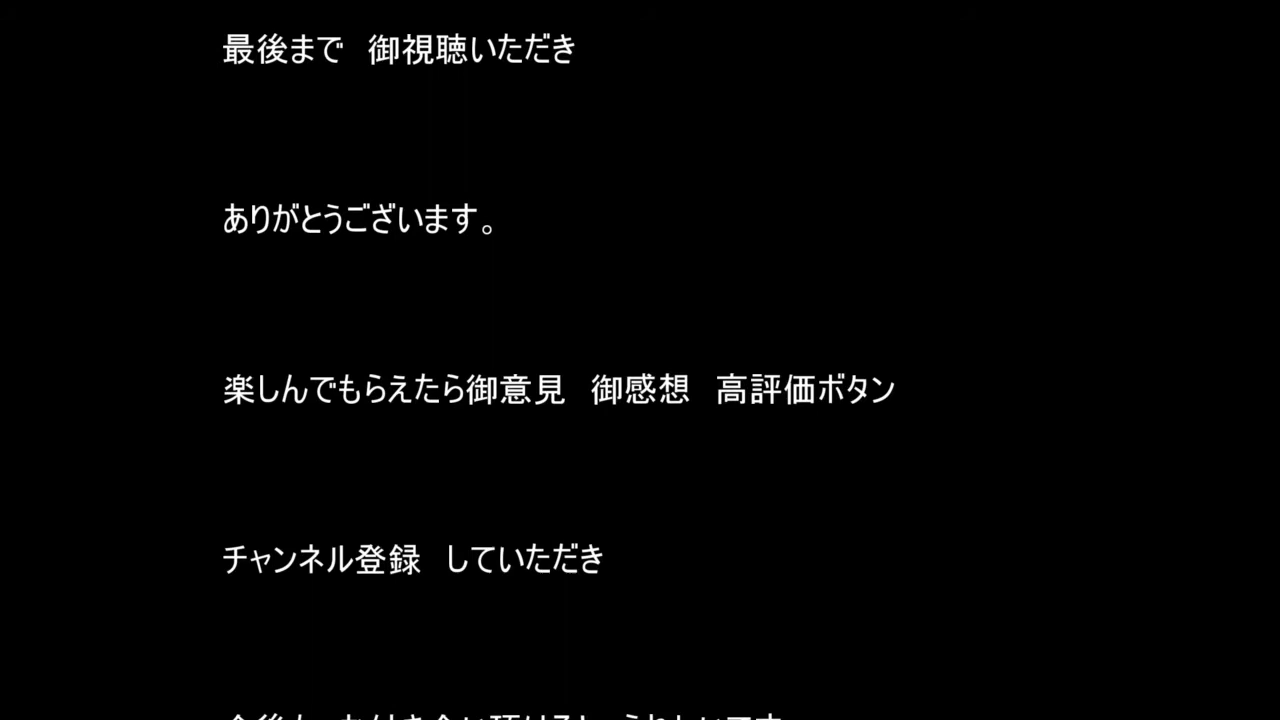 最後まで　御視聴いただき
ありがとうございます。
楽しんでもらえたら御意見　御感想　高評価ボタン
チャンネル登録　していただき